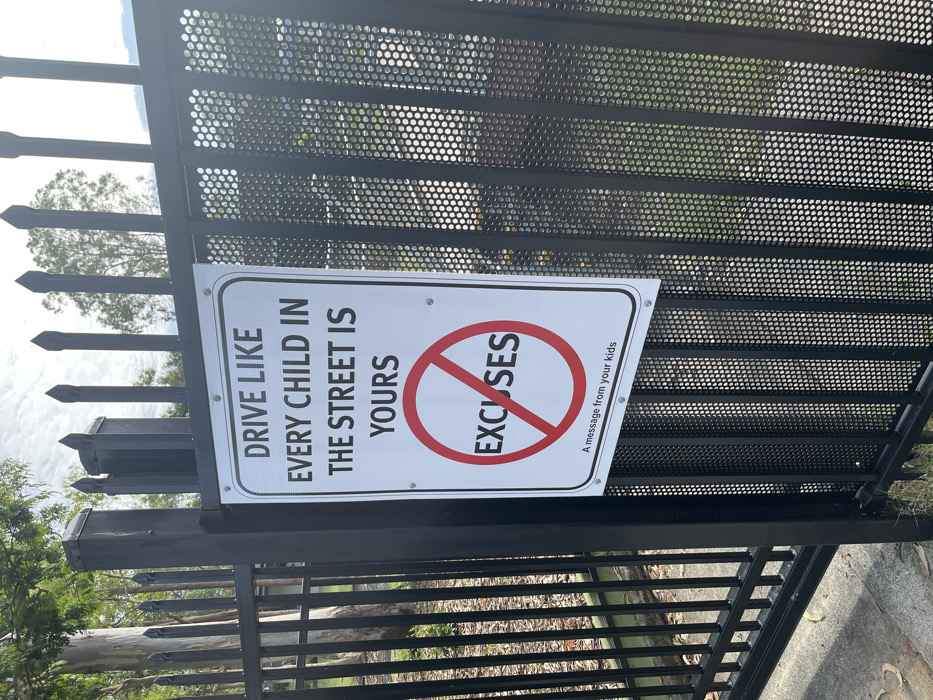 DRIVE LIKE
EVERY CHILD IN
THE STREET IS
YOURS
EXCUSES
A message from your kids